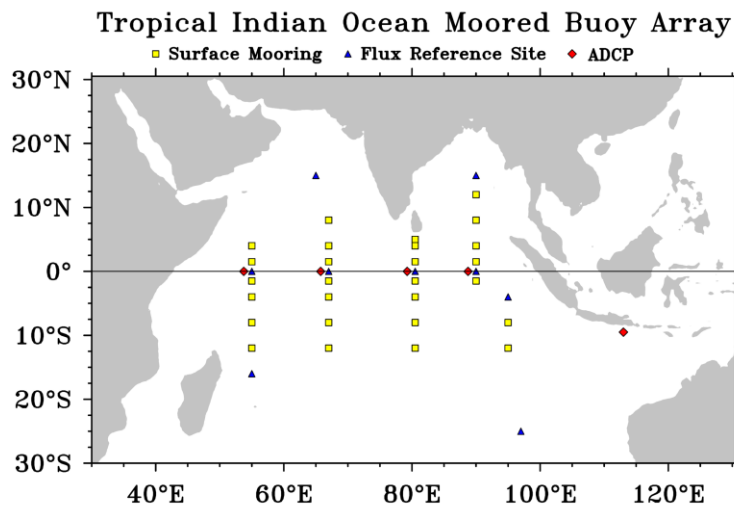 Tropical Indian Ocean Moored Buoy Array
Surface Mooring Flux Reference Site ADCP
30°N
20°N
10°N
0°
10°S
20°S
30°S
40°E 60°E 80°E 100°E 120°E